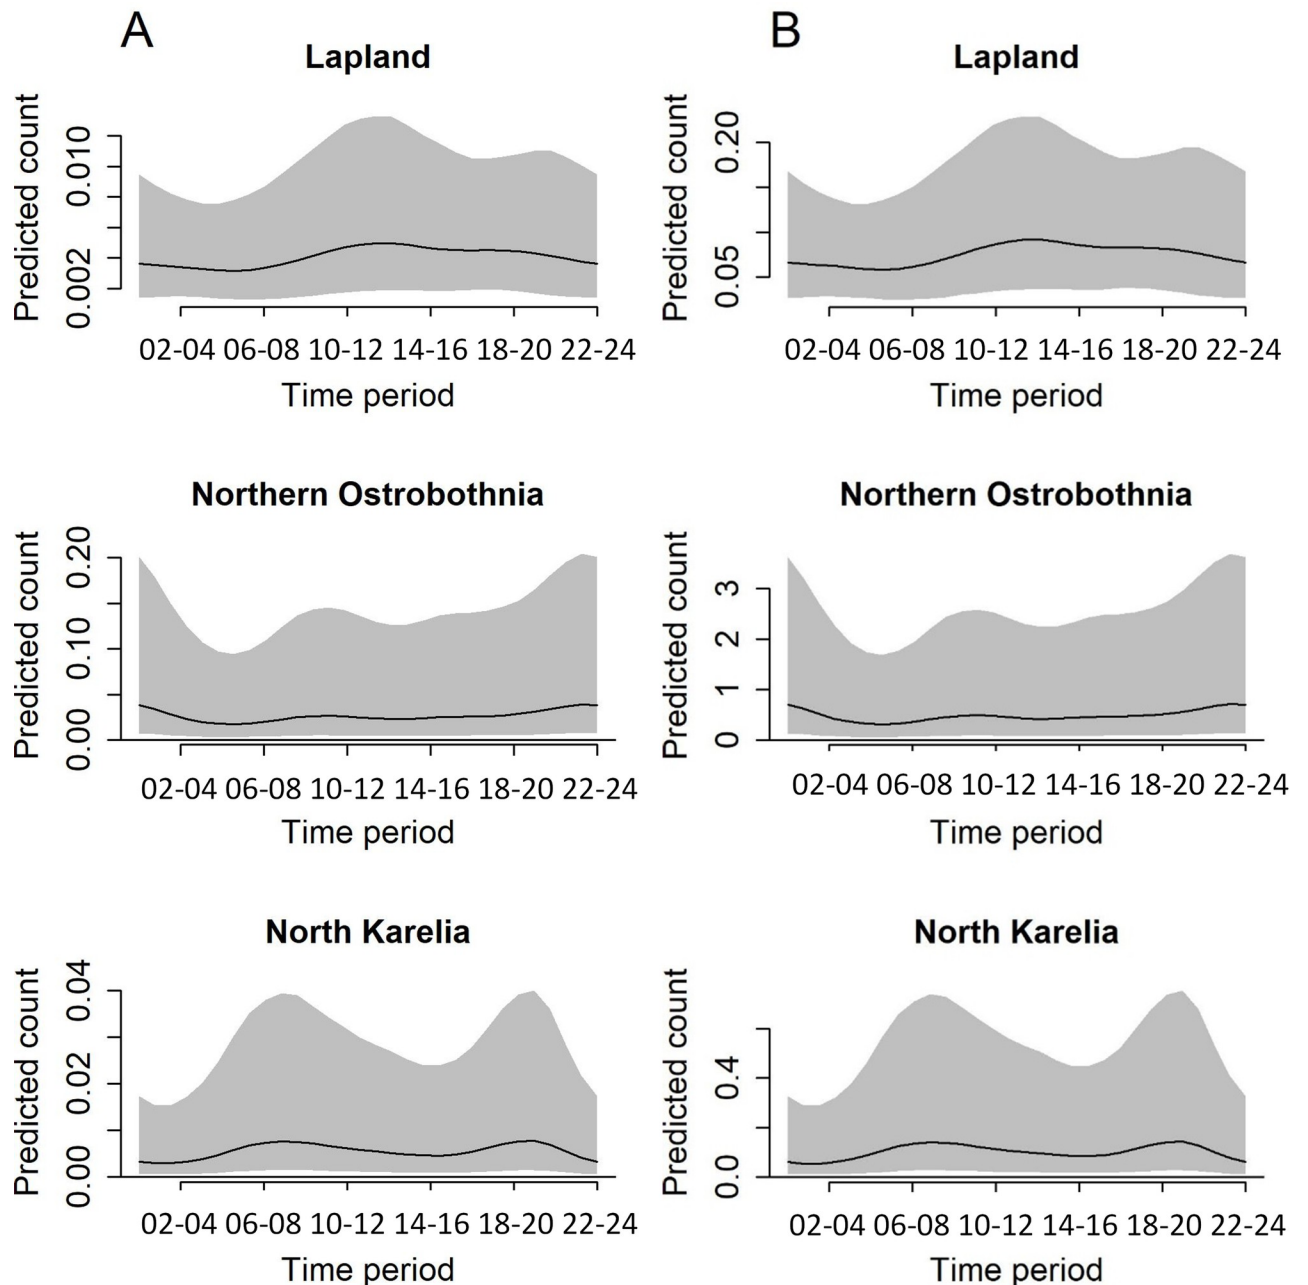 A
B
Lapland
Predicted count
0.010
0.002
02-04 06-08 10-12 14-16 18-20 22-24
Time period
Lapland
Predicted count
0.20
0.05
02-04 06-08 10-12 14-16 18-20 22-24
Time period
Northern Ostrobothnia
Predicted count
0.20
0.10
0.00
02-04 06-08 10-12 14-16 18-20 22-24
Time period
Northern Ostrobothnia
Predicted count
3
2
1
0
02-04 06-08 10-12 14-16 18-20 22-24
Time period
North Karelia
Predicted count
0.04
0.02
0.00
02-04 06-08 10-12 14-16 18-20 22-24
Time period
North Karelia
Predicted count
0.4
0.0
02-04 06-08 10-12 14-16 18-20 22-24
Time period